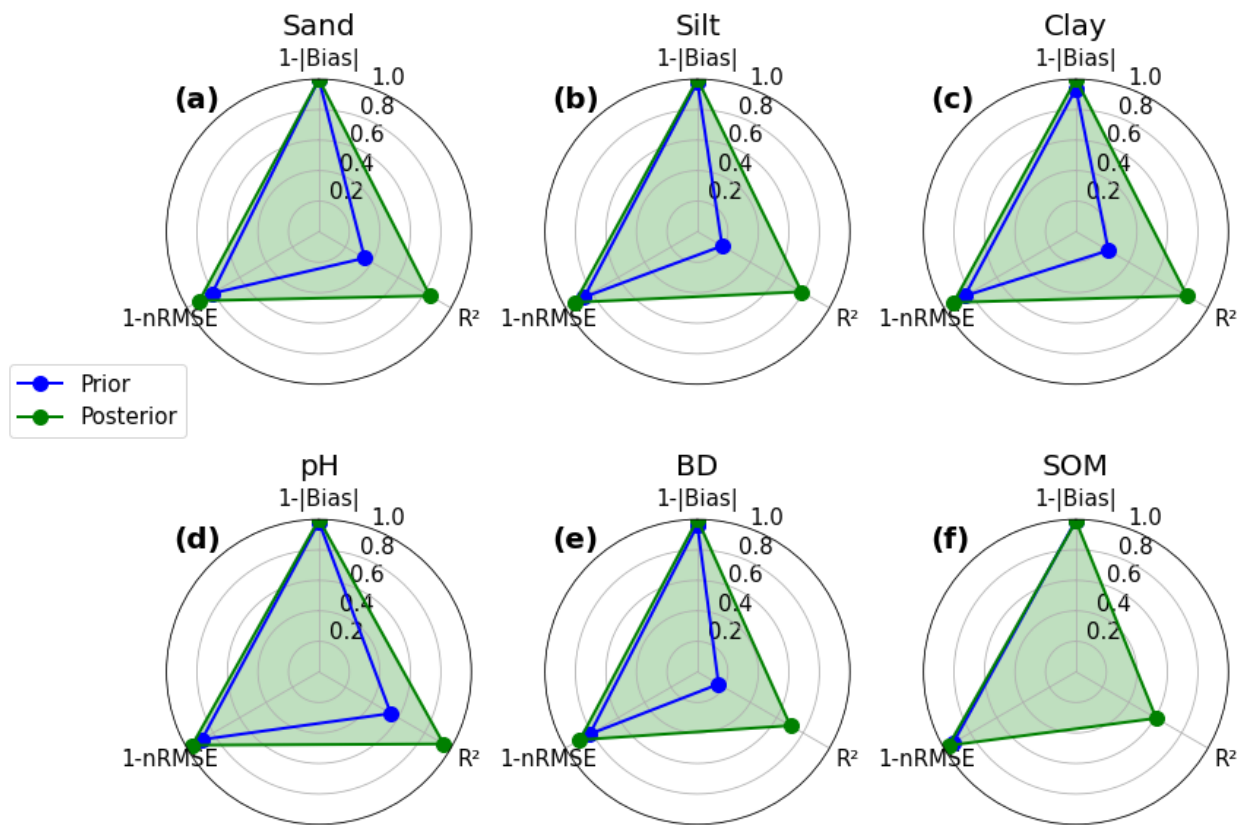 Sand
1-|Bias|
(a)
1.0
0.8
0.6
0.4
0.2
1-nRMSE
R²
Silt
1-|Bias|
(b)
1.0
0.8
0.6
0.4
0.2
1-nRMSE
R²
Clay
1-|Bias|
(c)
1.0
0.8
0.6
0.4
0.2
1-nRMSE
R²
Prior
Posterior
pH
1-|Bias|
(d)
1.0
0.8
0.6
0.4
0.2
1-nRMSE
R²
BD
1-|Bias|
(e)
1.0
0.8
0.6
0.4
0.2
1-nRMSE
R²
SOM
1-|Bias|
(f)
1.0
0.8
0.6
0.4
0.2
1-nRMSE
R²